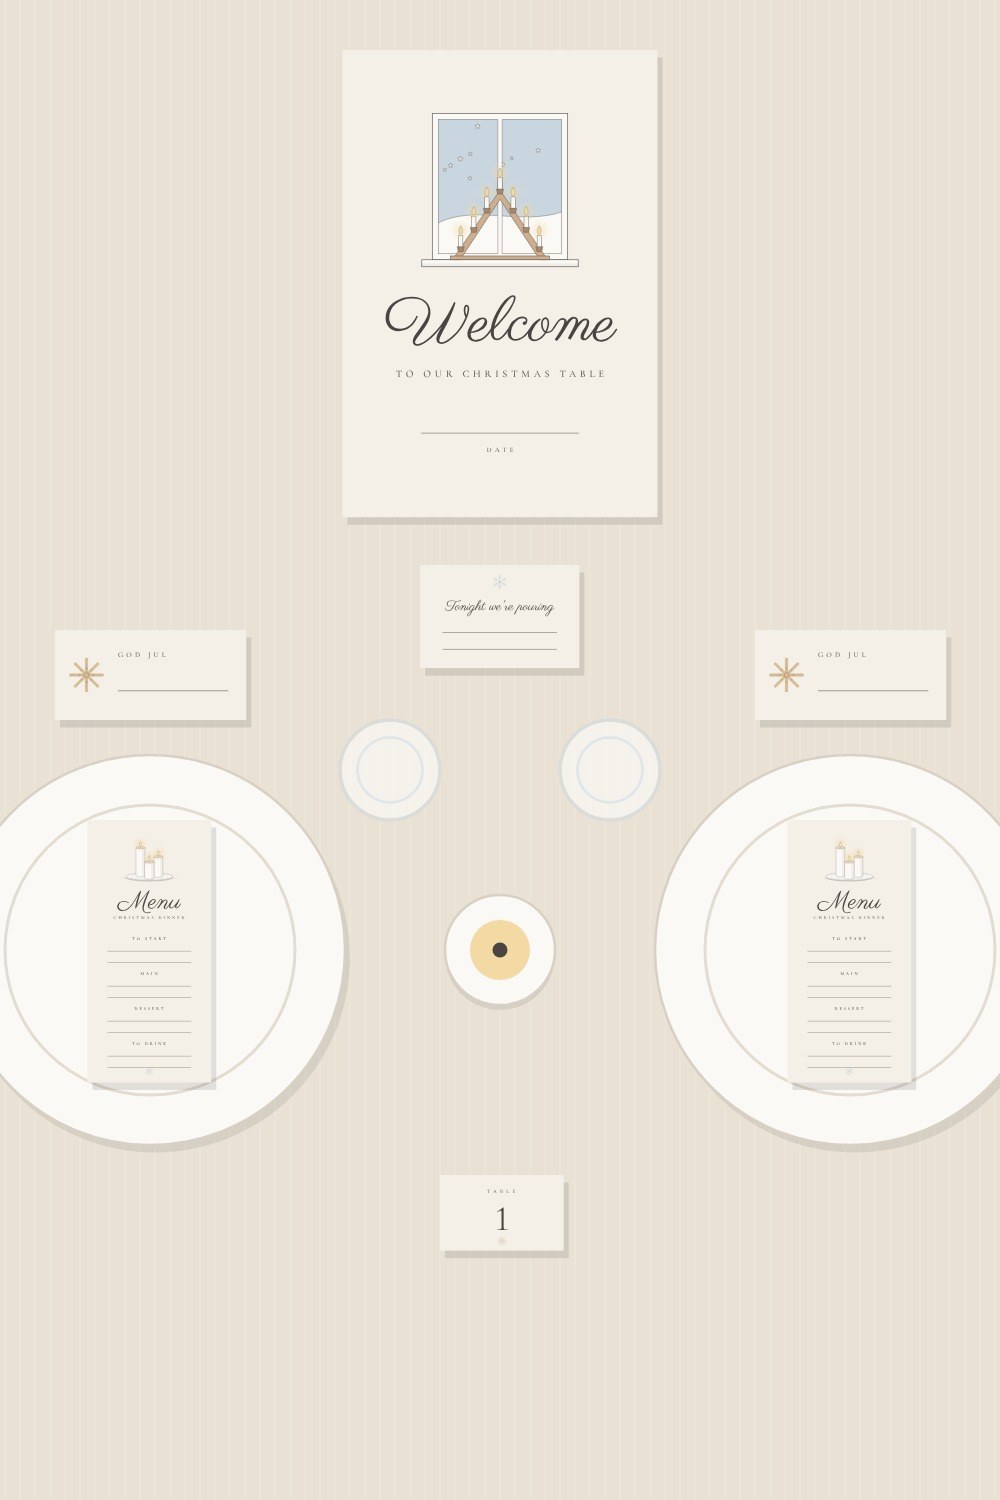 Welcome
TO OUR CHRISTMAS TABLE
DATE
Tonight we're pouring
GOD JUL
GOD JUL
Menu
CHRISTMAS DINNER
TO START
MAIN
DESSERT
TO DRINK
Menu
CHRISTMAS DINNER
TO START
MAIN
DESSERT
TO DRINK
TABLE
1